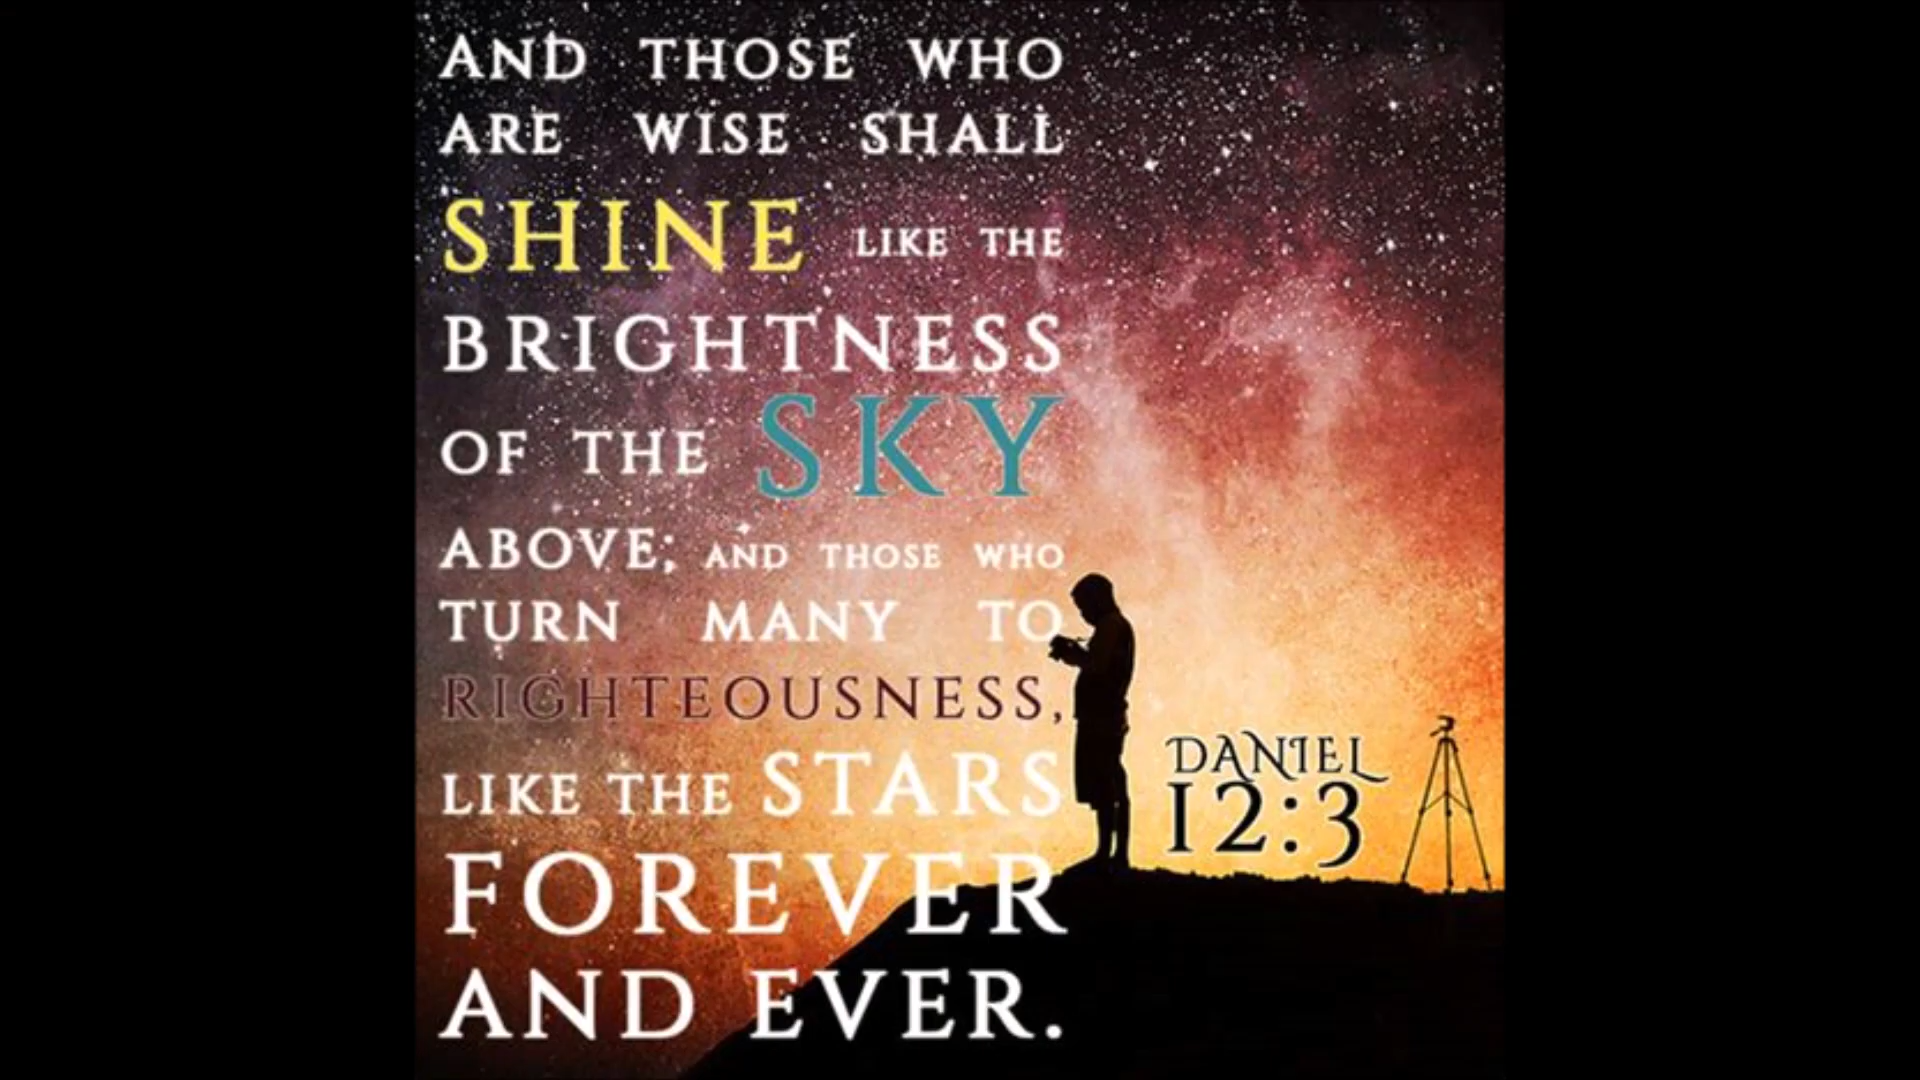 AND THOSE WHO
ARE WISE SHALL
SHINE LIKE THE
BRIGHTNESS
OF THE SKY
ABOVE; AND THOSE WHO
TURN MANY TO
RIGHTEOUSNESS,
LIKE THE STARS
FOREVER
AND EVER.
DANIEL
12:3